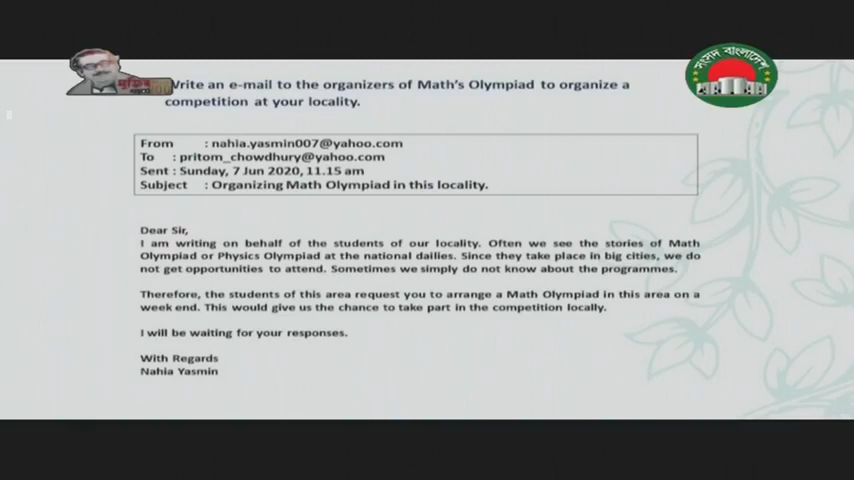 Write an e-mail to the organizers of Math's Olympiad to organize a
competition at your locality.
From : nahia.yasmin007@yahoo.com
To : pritom_chowdhury@yahoo.com
Sent : Sunday, 7 Jun 2020, 11.15 am
Subject : Organizing Math Olympiad in this locality.
Dear Sir,
I am writing on behalf of the students of our locality. Often we see the stories of Math
Olympiad or Physics Olympiad at the national dailies. Since they take place in big cities, we do
not get opportunities to attend. Sometimes we simply do not know about the programmes.
Therefore, the students of this area request you to arrange a Math Olympiad in this area on a
week end. This would give us the chance to take part in the competition locally.
I will be waiting for your responses.
With Regards
Nahia Yasmin
সংসদ বাংলাদেশ